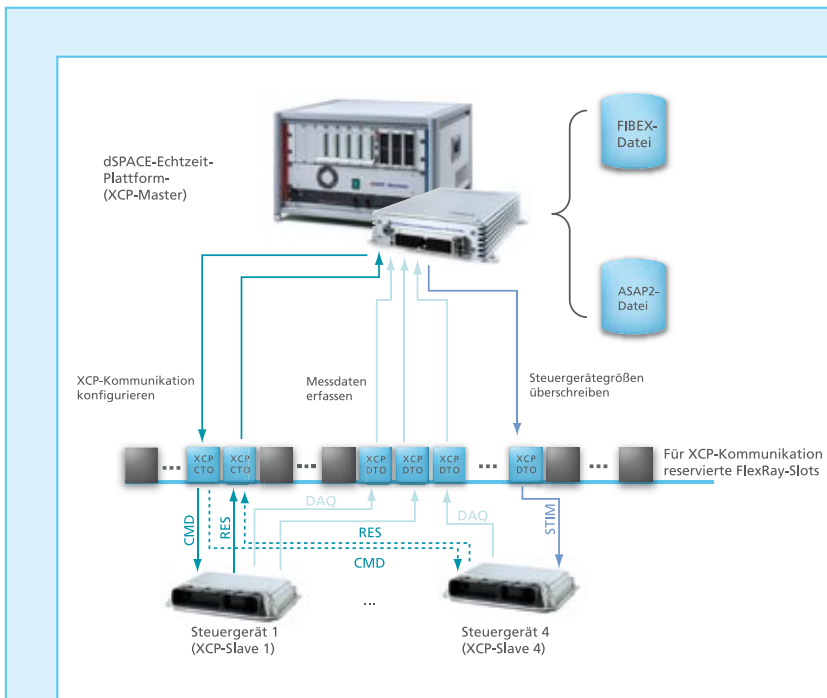 dSPACE-Echtzeit-
Plattform-
(XCP-Master)
FIBEX-
Datei
ASAP2-
Datei
XCP-Kommunikation
konfigurieren
Messdaten
erfassen
Steuergerätegrößen
überschreiben
XCP
CTO
XCP
CTO
...
...
XCP
DTO
XCP
DTO
XCP
DTO
...
XCP
DTO
...
Für XCP-Kommunikation
reservierte FlexRay-Slots
CMD
RES
DAQ
RES
CMD
DAQ
STIM
...
Steuergerät 1
(XCP-Slave 1)
Steuergerät 4
(XCP-Slave 4)